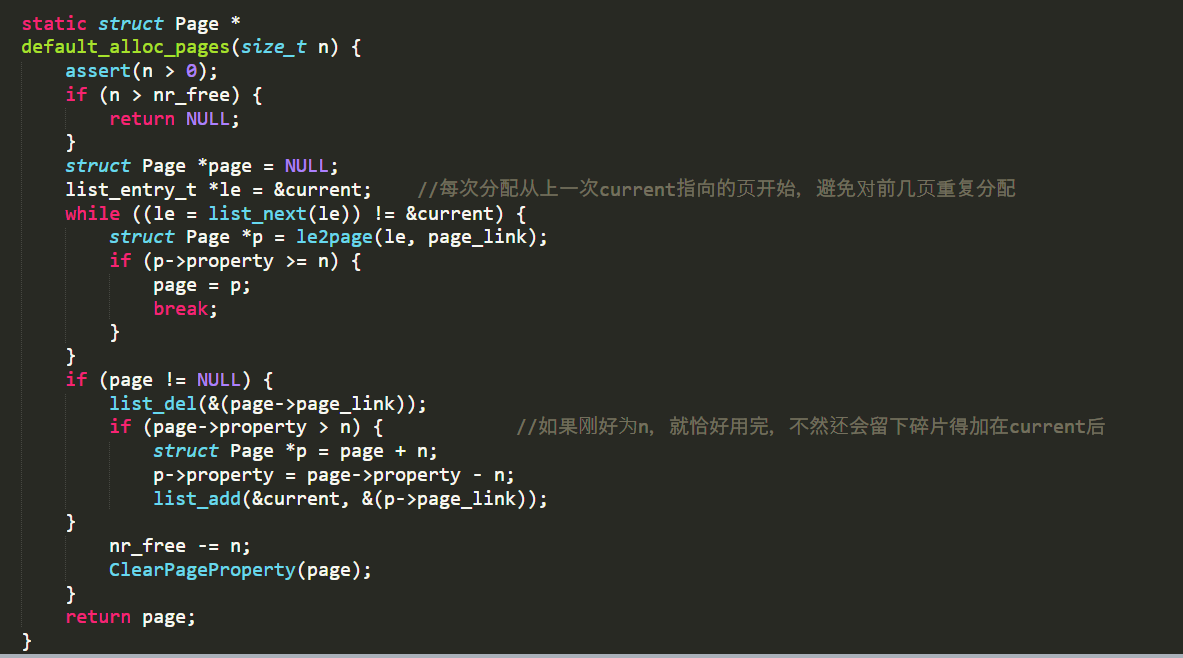 static struct Page *
default_alloc_pages(size_t n) {
    assert(n > 0);
    if (n > nr_free) {
        return NULL;
    }
    struct Page *page = NULL;
    list_entry_t *le = &current;    //每次分配从上一次current指向的页开始，避免对前几页重复分配
    while ((le = list_next(le)) != &current) {
        struct Page *p = le2page(le, page_link);
        if (p->property >= n) {
            page = p;
            break;
        }
    }
    if (page != NULL) {
        list_del(&(page->page_link));
        if (page->property > n) {            //如果刚好为n，就恰好用完，不然还会留下碎片得加在current后
            struct Page *p = page + n;
            p->property = page->property - n;
            list_add(&current, &(p->page_link));
    }
        nr_free -= n;
        ClearPageProperty(page);
    }
    return page;
}